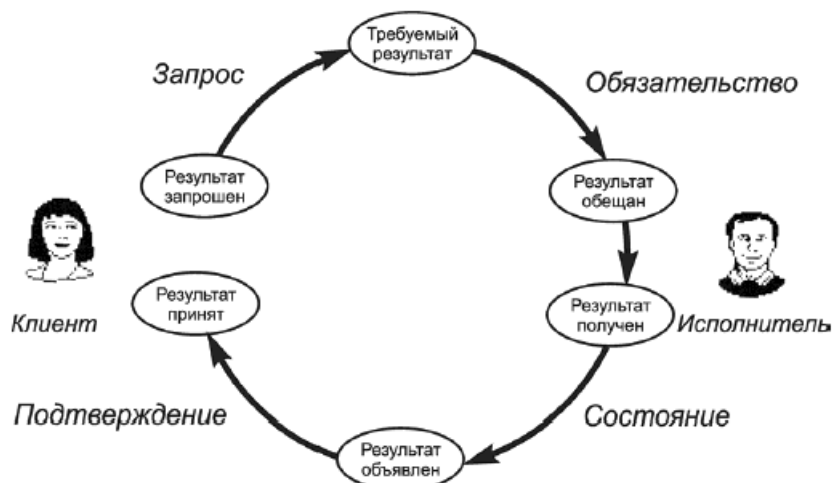 Требуемый
результат
Запрос
Обязательство
Результат
запрошен
Результат
обещан
Клиент
Результат
принят
Результат
получен
Исполнитель
Подтверждение
Состояние
Результат
объявлен